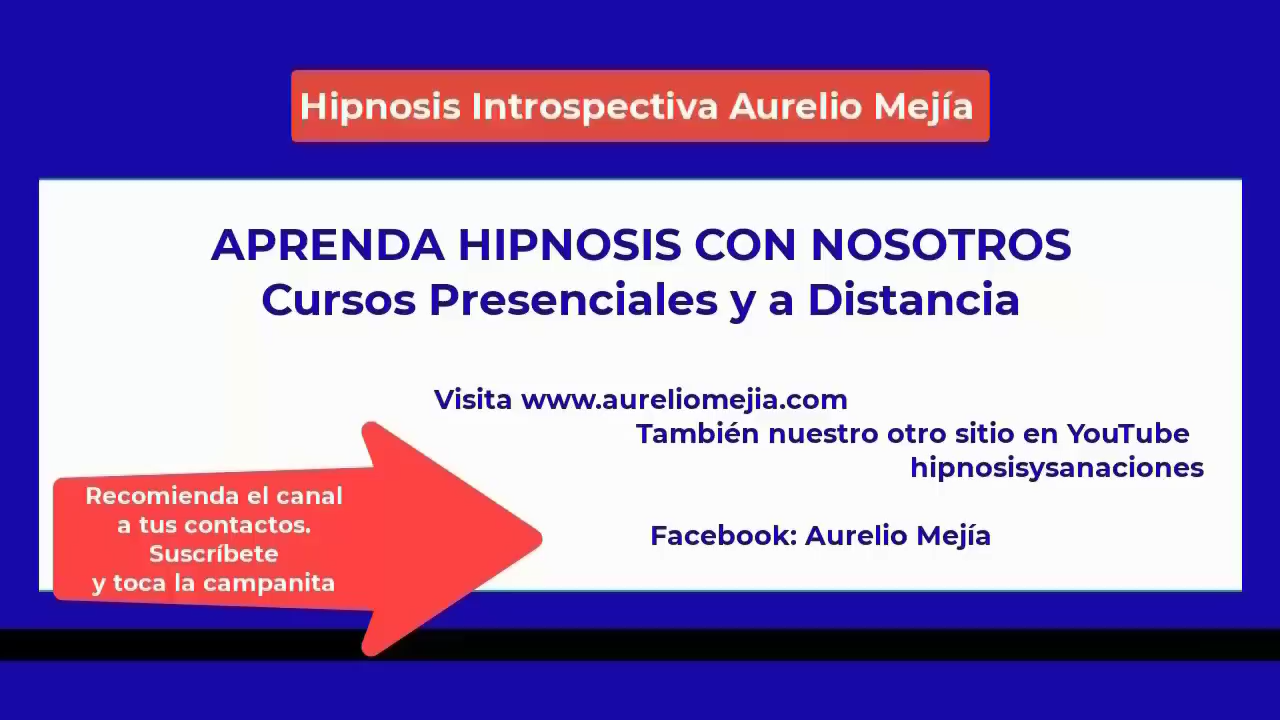 Hipnosis Introspectiva Aurelio Mejía
APRENDA HIPNOSIS CON NOSOTROS
Cursos Presenciales y a Distancia
Visita www.aureliomejia.com
También nuestro otro sitio en YouTube
hipnosisysanaciones
Facebook: Aurelio Mejía
Recomienda el canal
a tus contactos.
Suscríbete
y toca la campanita